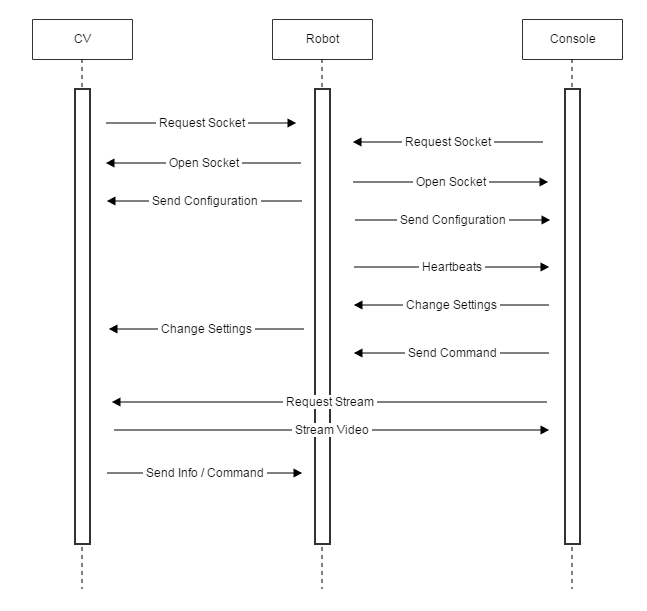 CV
Robot
Console
Request Socket
Request Socket
Open Socket
Open Socket
Send Configuration
Send Configuration
Heartbeats
Change Settings
Change Settings
Send Command
Request Stream
Stream Video
Send Info / Command